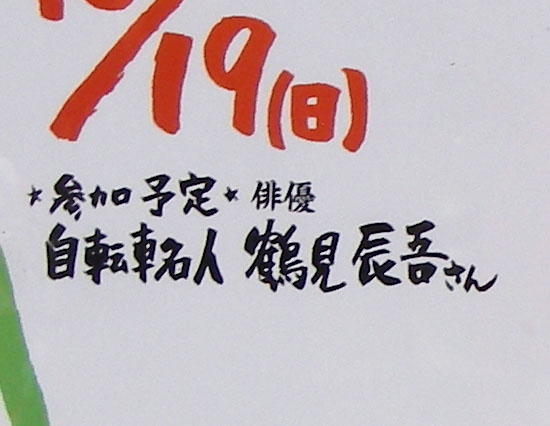 /19(日)
★参加予定★ 俳優
自転車名人 鶴見辰吾さん